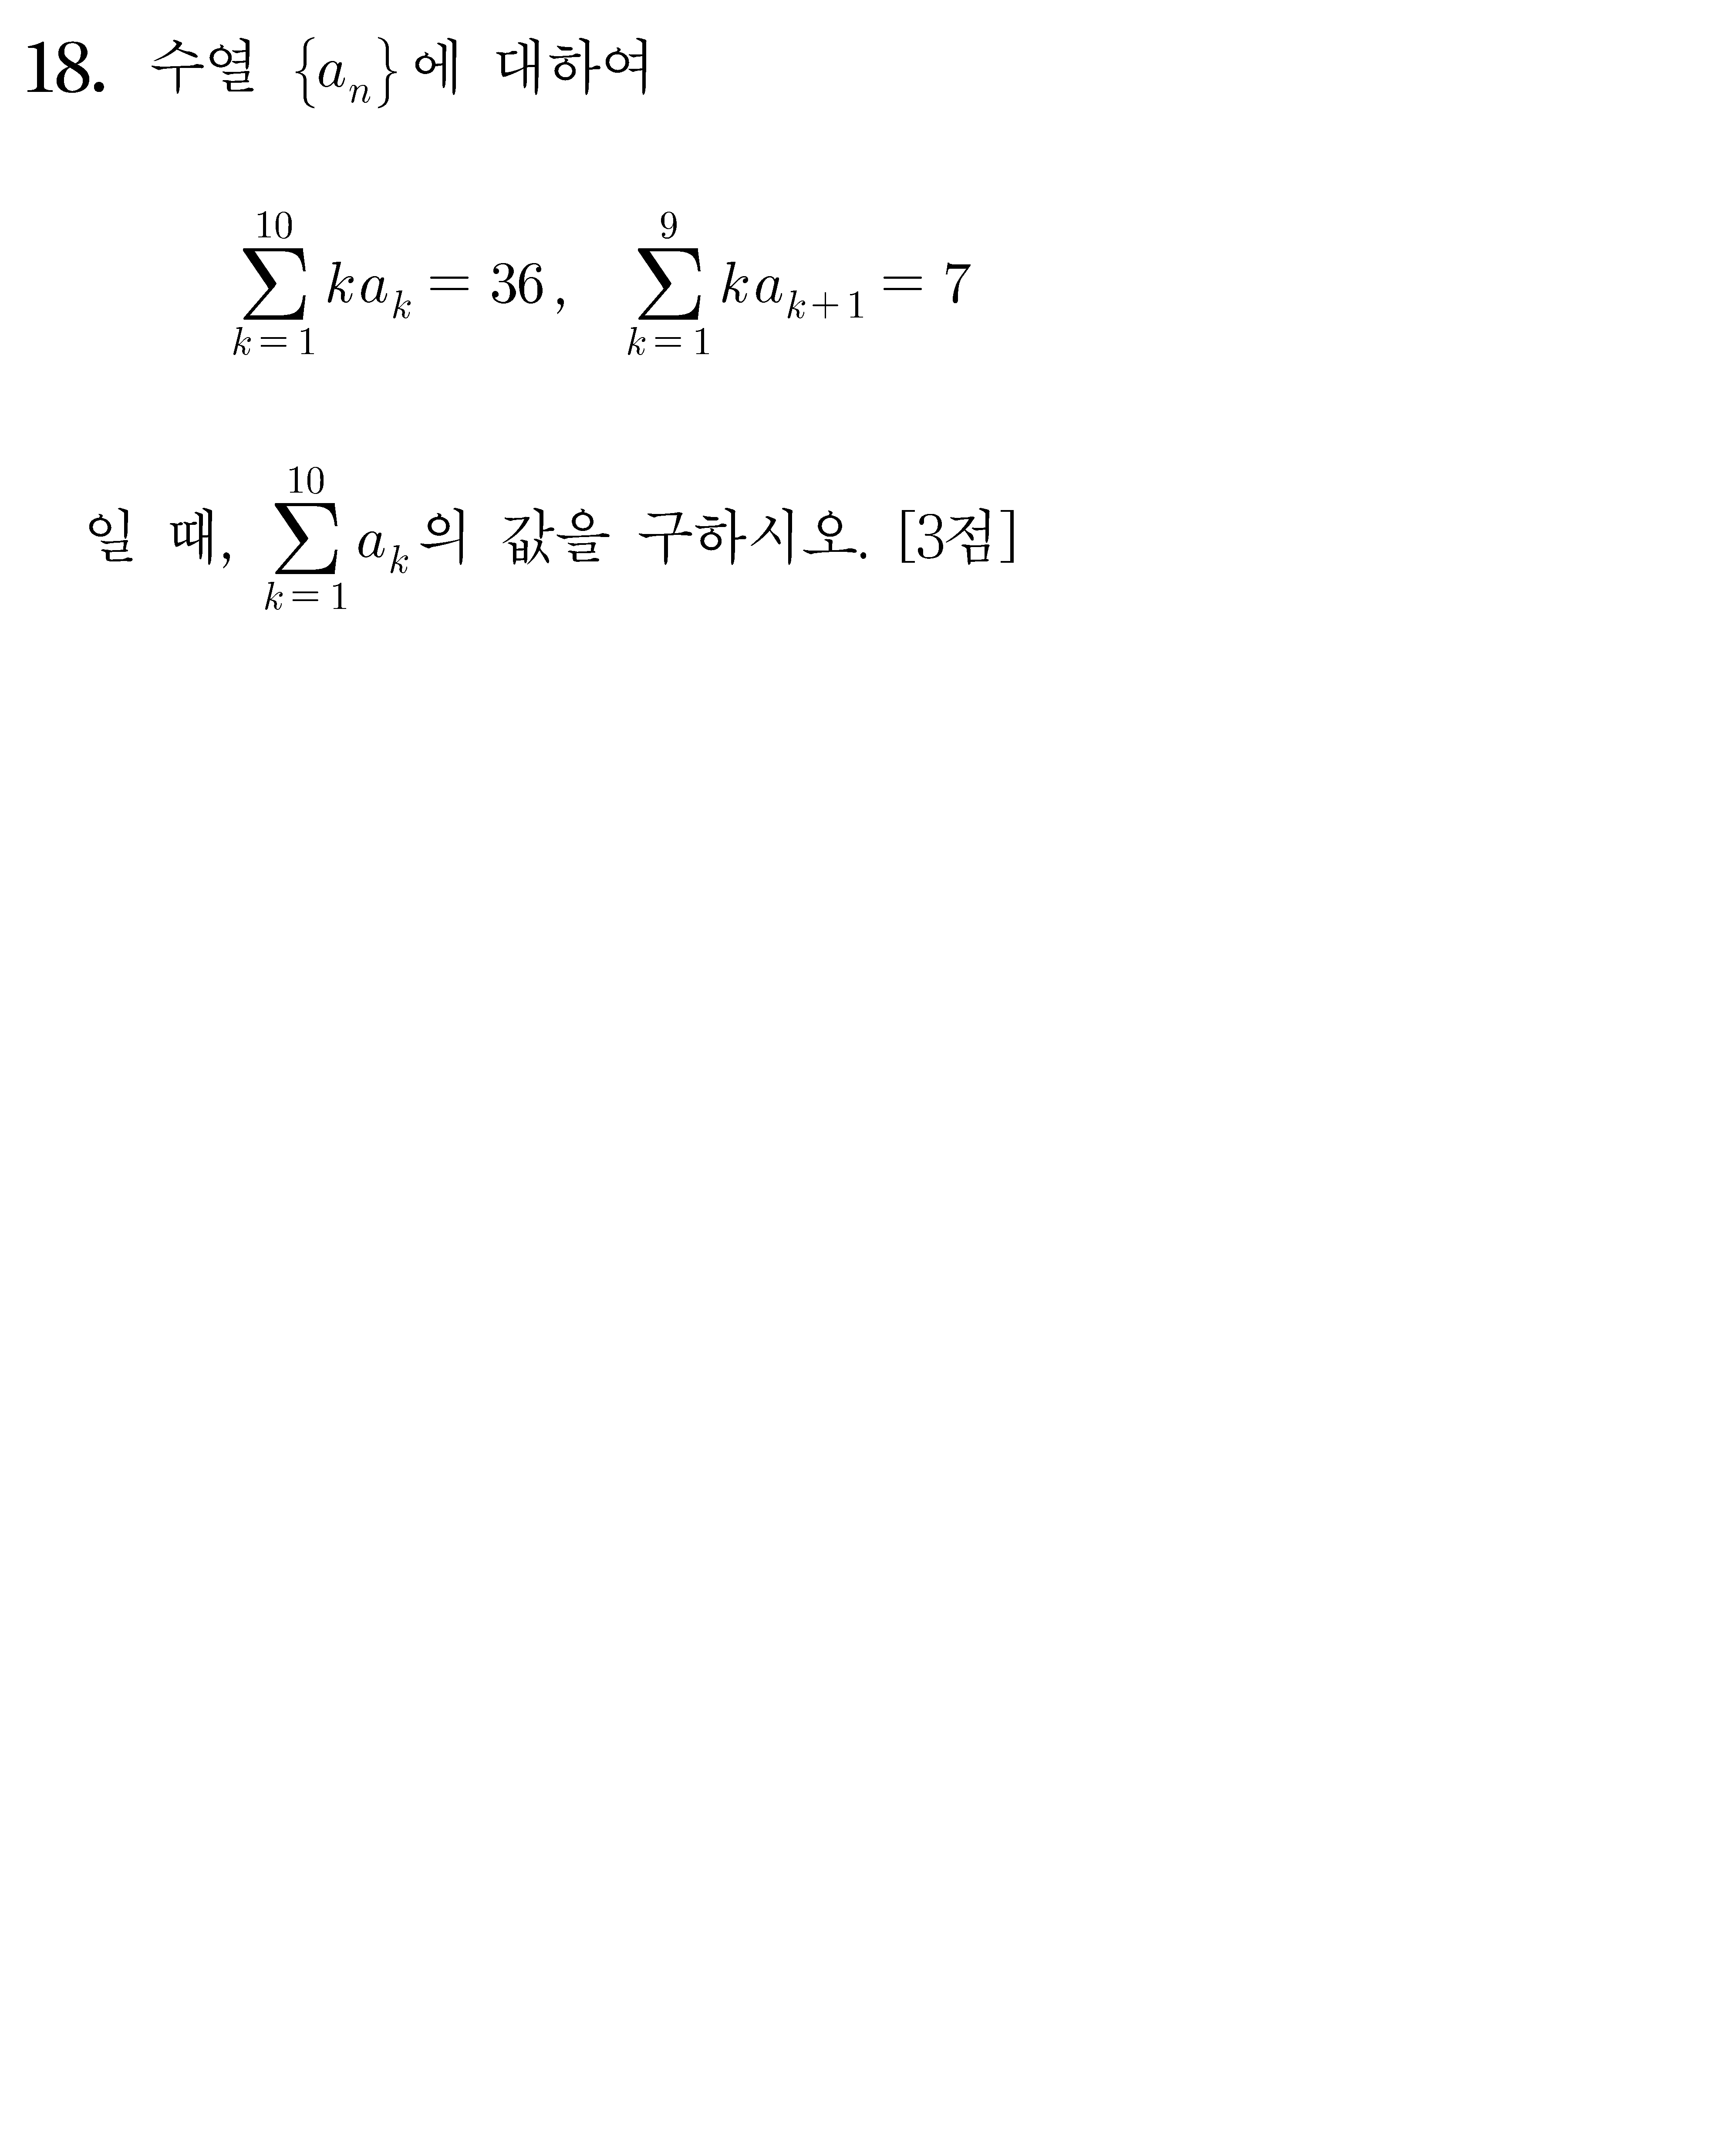 18. 수열 {aₙ}에 대하여
$\sum_{k=1}^{10} ka_k = 36, \sum_{k=1}^{9} ka_{k+1} = 7$
일 때, $\sum_{k=1}^{10} a_k$의 값을 구하시오. [3점]